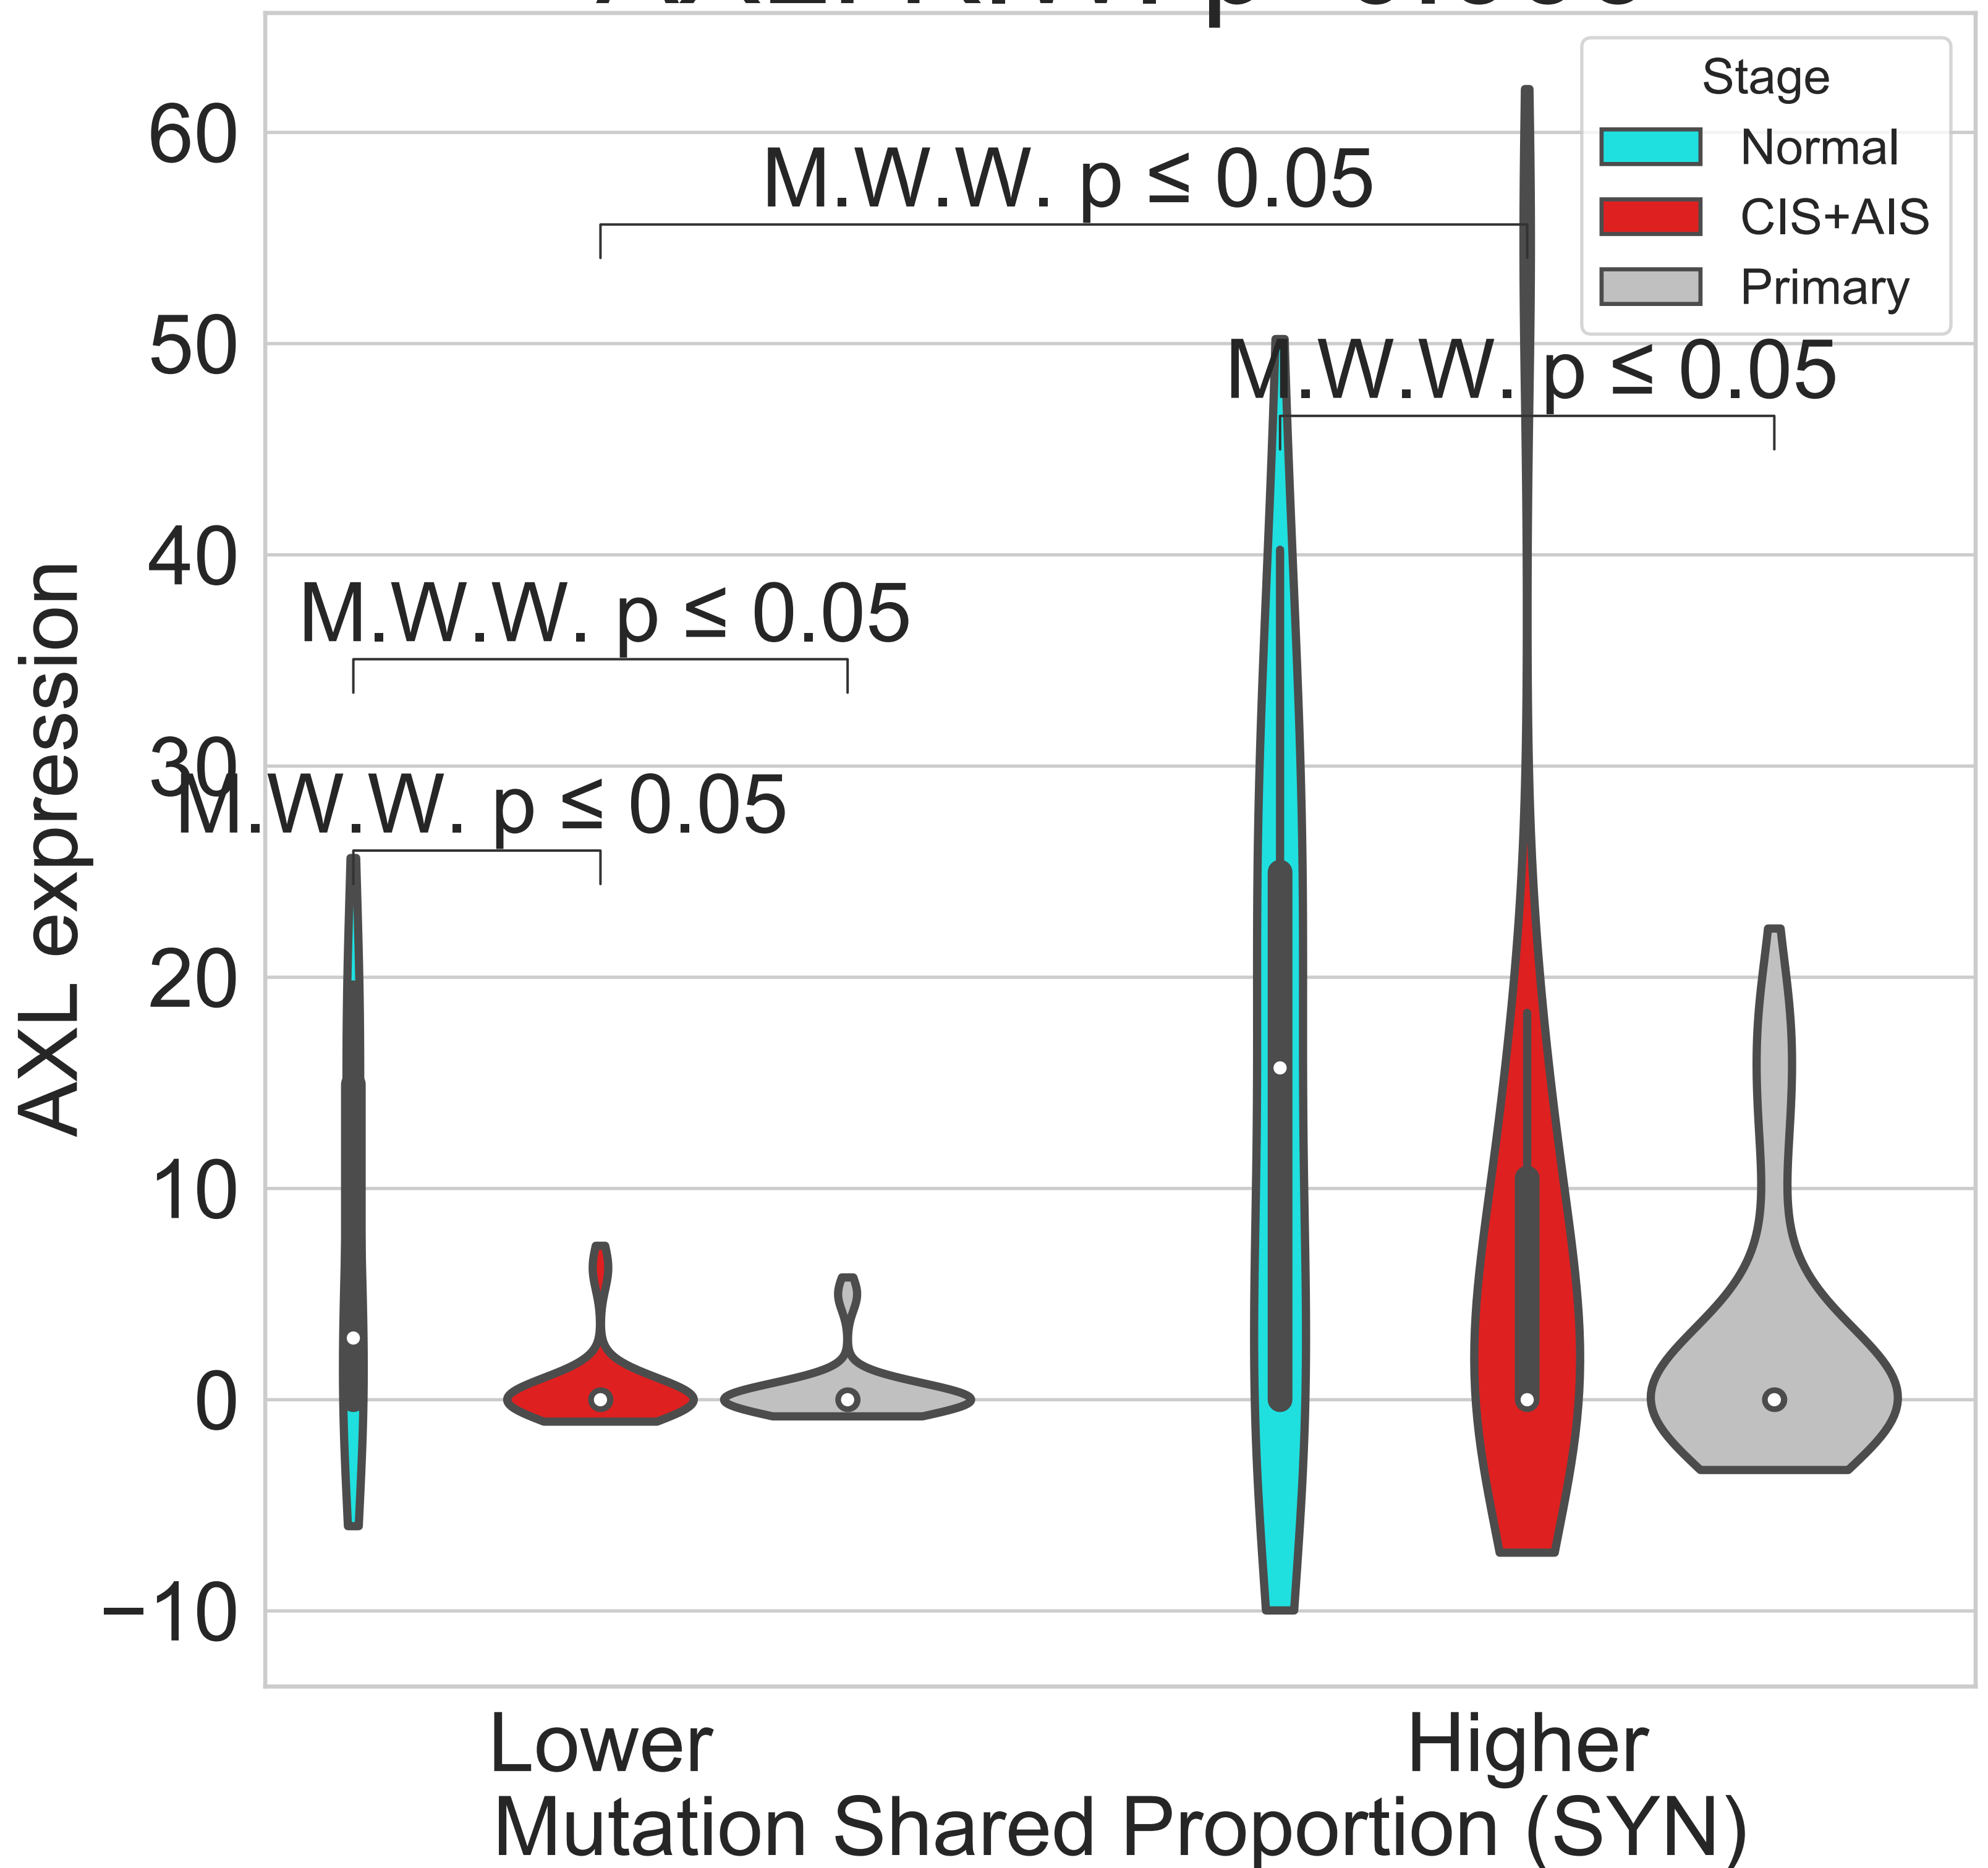 Stage
Normal
CIS+AIS
Primary
60
50
40
30
20
10
0
−10
AXL expression
M.W.W. p ≤ 0.05
M.W.W. p ≤ 0.05
M.W.W. p ≤ 0.05
M.W.W. p ≤ 0.05
Lower
Higher
Mutation Shared Proportion (SYN)